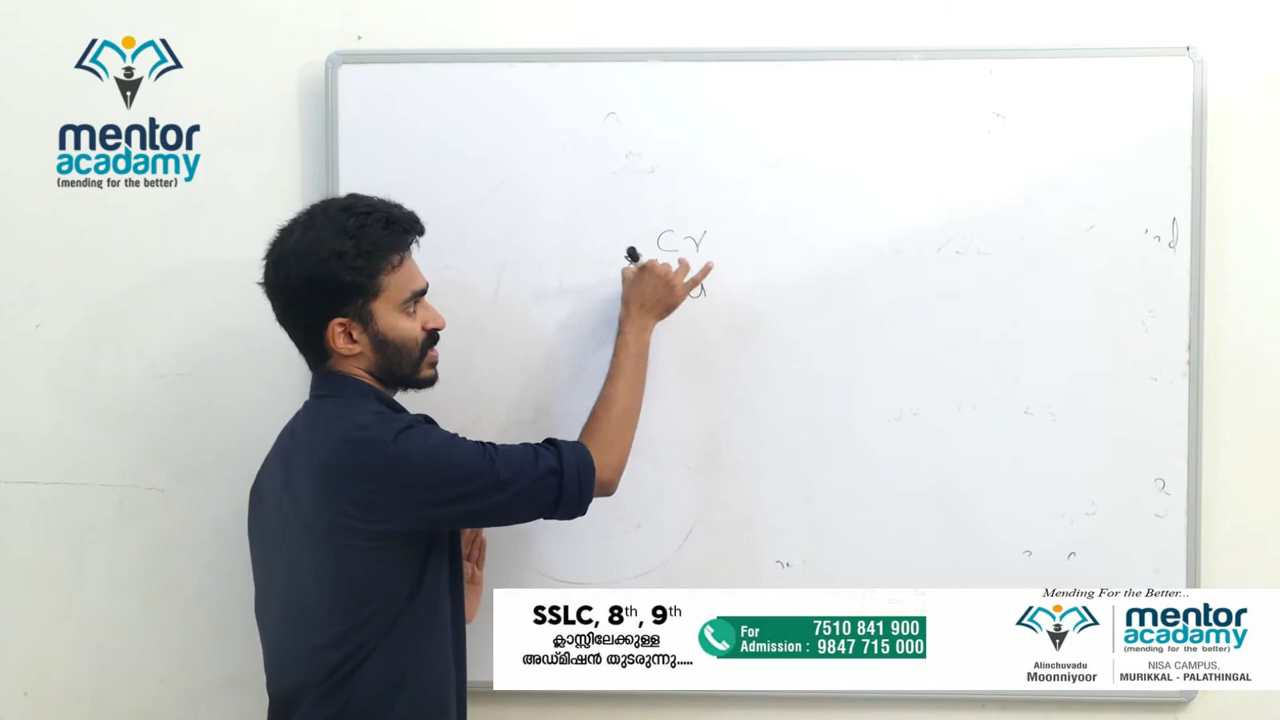 mentor
acadamy
(mending for the better)
Cr
u
ind
SSLC, 8th, 9th
ക്ലാസ്സിലേക്കുള്ള
അഡ്മിഷൻ തുടരുന്നു.....
For
Admission :
7510 841 900
9847 715 000
Mending For the Better...
Alinchuvadu
Moonniyoor
mentor
acadamy
(mending for the better)
NISA CAMPUS,
MURIKKAL - PALATHINGAL